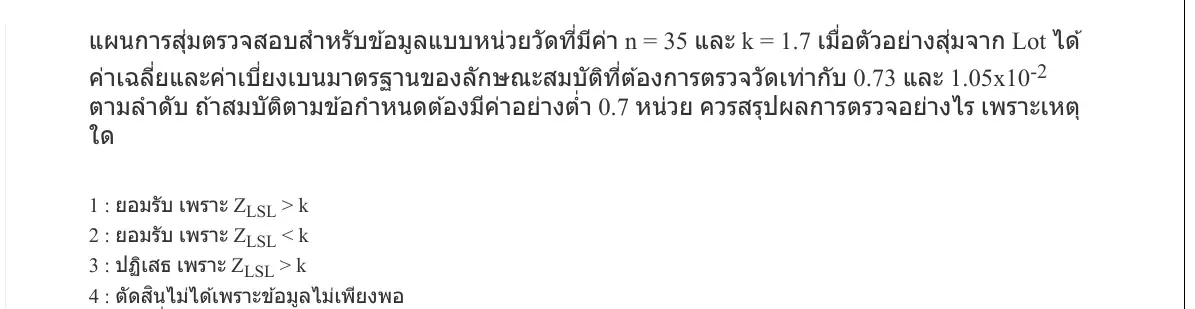 แผนการสุ่มตรวจสอบสำหรับข้อมูลแบบหน่วยวัดที่มีค่า n = 35 และ k = 1.7 เมื่อตัวอย่างสุ่มจาก Lot ได้
ค่าเฉลี่ยและค่าเบี่ยงเบนมาตรฐานของลักษณะสมบัติที่ต้องการตรวจวัดเท่ากับ 0.73 และ 1.05x10-2
ตามลำดับ ถ้าสมบัติตามข้อกำหนดต้องมีค่าอย่างต่ำ 0.7 หน่วย ควรสรุปผลการตรวจอย่างไร เพราะเหตุ
ใด
1 : ยอมรับ เพราะ ZLSL > k
2 : ยอมรับ เพราะ ZLSL < k
3 : ปฏิเสธ เพราะ ZLSL > k
4 : ตัดสินไม่ได้เพราะข้อมูลไม่เพียงพอ